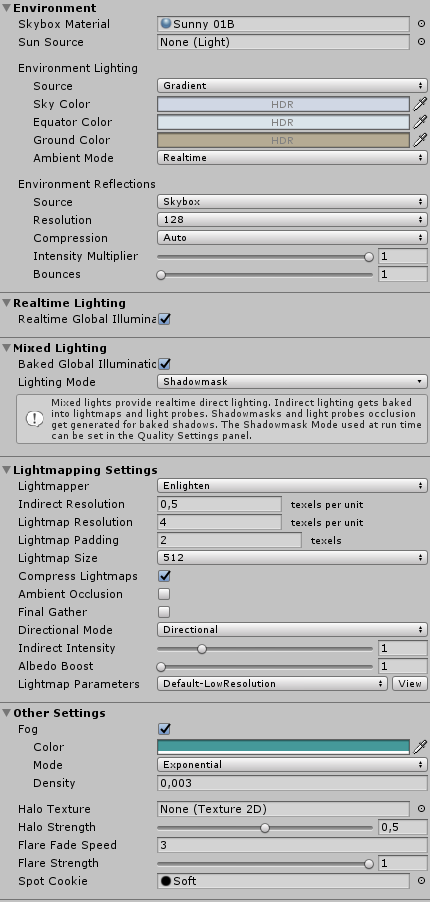 Environment
Skybox Material Sunny 01B
Sun Source None (Light)
Environment Lighting
Source Gradient
Sky Color HDR
Equator Color HDR
Ground Color HDR
Ambient Mode Realtime
Environment Reflections
Source Skybox
Resolution 128
Compression Auto
Intensity Multiplier 1
Bounces 1
Realtime Lighting
Realtime Global Illumina
Mixed Lighting
Baked Global Illuminatio
Lighting Mode Shadowmask
Mixed lights provide realtime direct lighting. Indirect lighting gets baked
into lightmaps and light probes. Shadowmasks and light probes occlusion
get generated for baked shadows. The Shadowmask Mode used at run time
can be set in the Quality Settings panel.
Lightmapping Settings
Lightmapper Enlighten
Indirect Resolution 0,5 texels per unit
Lightmap Resolution 4 texels per unit
Lightmap Padding 2 texels
Lightmap Size 512
Compress Lightmaps
Ambient Occlusion
Final Gather
Directional Mode Directional
Indirect Intensity 1
Albedo Boost 1
Lightmap Parameters Default-LowResolution View
Other Settings
Fog
Color
Mode Exponential
Density 0,003
Halo Texture None (Texture 2D)
Halo Strength 0,5
Flare Fade Speed 3
Flare Strength 1
Spot Cookie Soft